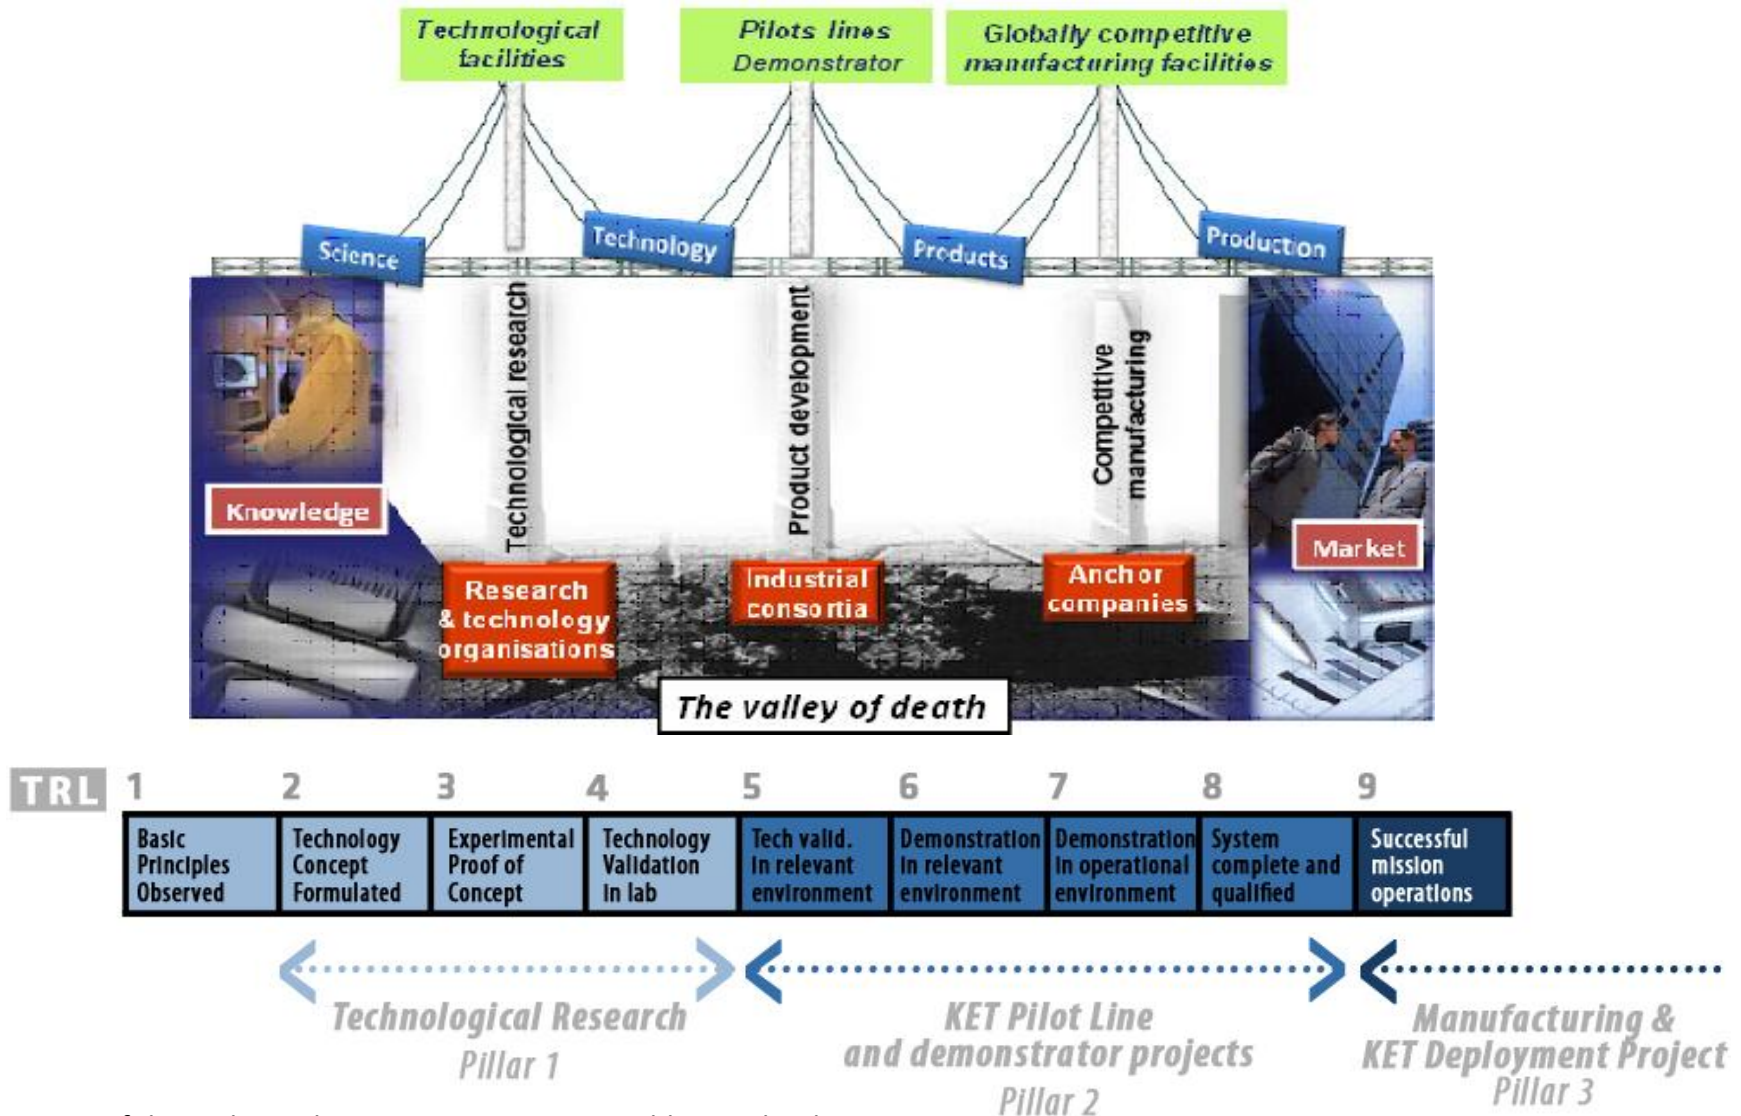 Technological
facilities
Pilots lines
Demonstrator
Globally competitive
manufacturing facilities
Science
Technology
Products
Production
Technological research
Product development
Competitive
manufacturing
Knowledge
Market
Research
& technology
organisations
Industrial
consortia
Anchor
companies
The valley of death
TRL 1 2 3 4 5 6 7 8 9
Basic
Principles
Observed
Technology
Concept
Formulated
Experimental
Proof of
Concept
Technology
Validation
in lab
Tech valid.
in relevant
environment
Demonstration
in relevant
environment
Demonstration
in operational
environment
System
complete and
qualified
Successful
mission
operations
Technological Research
Pillar 1
KET Pilot Line
and demonstrator projects
Pillar 2
Manufacturing &
KET Deployment Project
Pillar 3